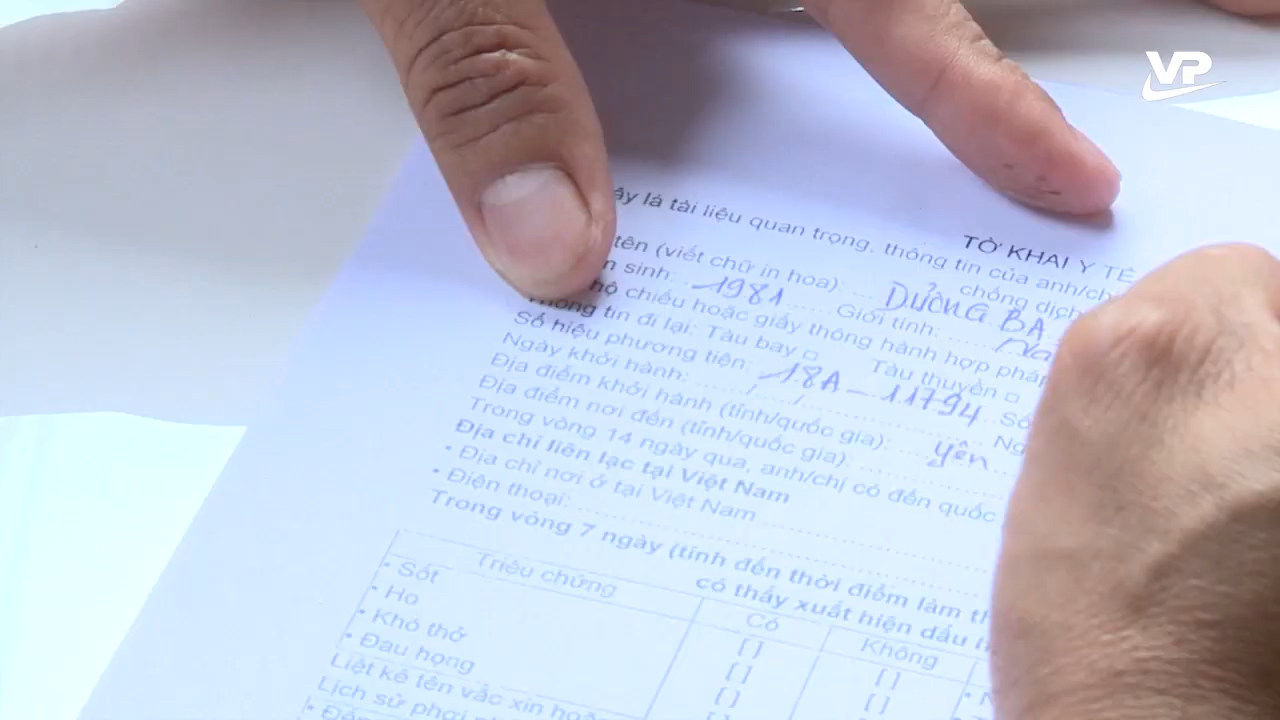 VP
TỜ KHAI Y TẾ
là tài liệu quan trọng, thông tin của anh/chị chống dịch
tên (viết chữ in hoa): DƯƠNG BA
sinh: 1981 Giới tính: Na
hộ chiếu hoặc giấy thông hành hợp pháp
Thông tin đi lại: Tàu bay □ Tàu thuyền □
Số hiệu phương tiện: 18A-11794 Số
Ngày khởi hành: / /
Địa điểm khởi hành (tỉnh/quốc gia): yên
Địa điểm nơi đến (tỉnh/quốc gia):
Trong vòng 14 ngày qua, anh/chị có đến quốc
Địa chỉ liên lạc tại Việt Nam
• Địa chỉ nơi ở tại Việt Nam
• Điện thoại:
Trong vòng 7 ngày (tính đến thời điểm làm th
có thấy xuất hiện dấu h
Triệu chứng Có Không
• Sốt [ ] [ ]
• Ho [ ] [ ]
• Khó thở [ ]
• Đau họng [ ]
Liệt kê tên vắc xin hoặc
Lịch sử phơi